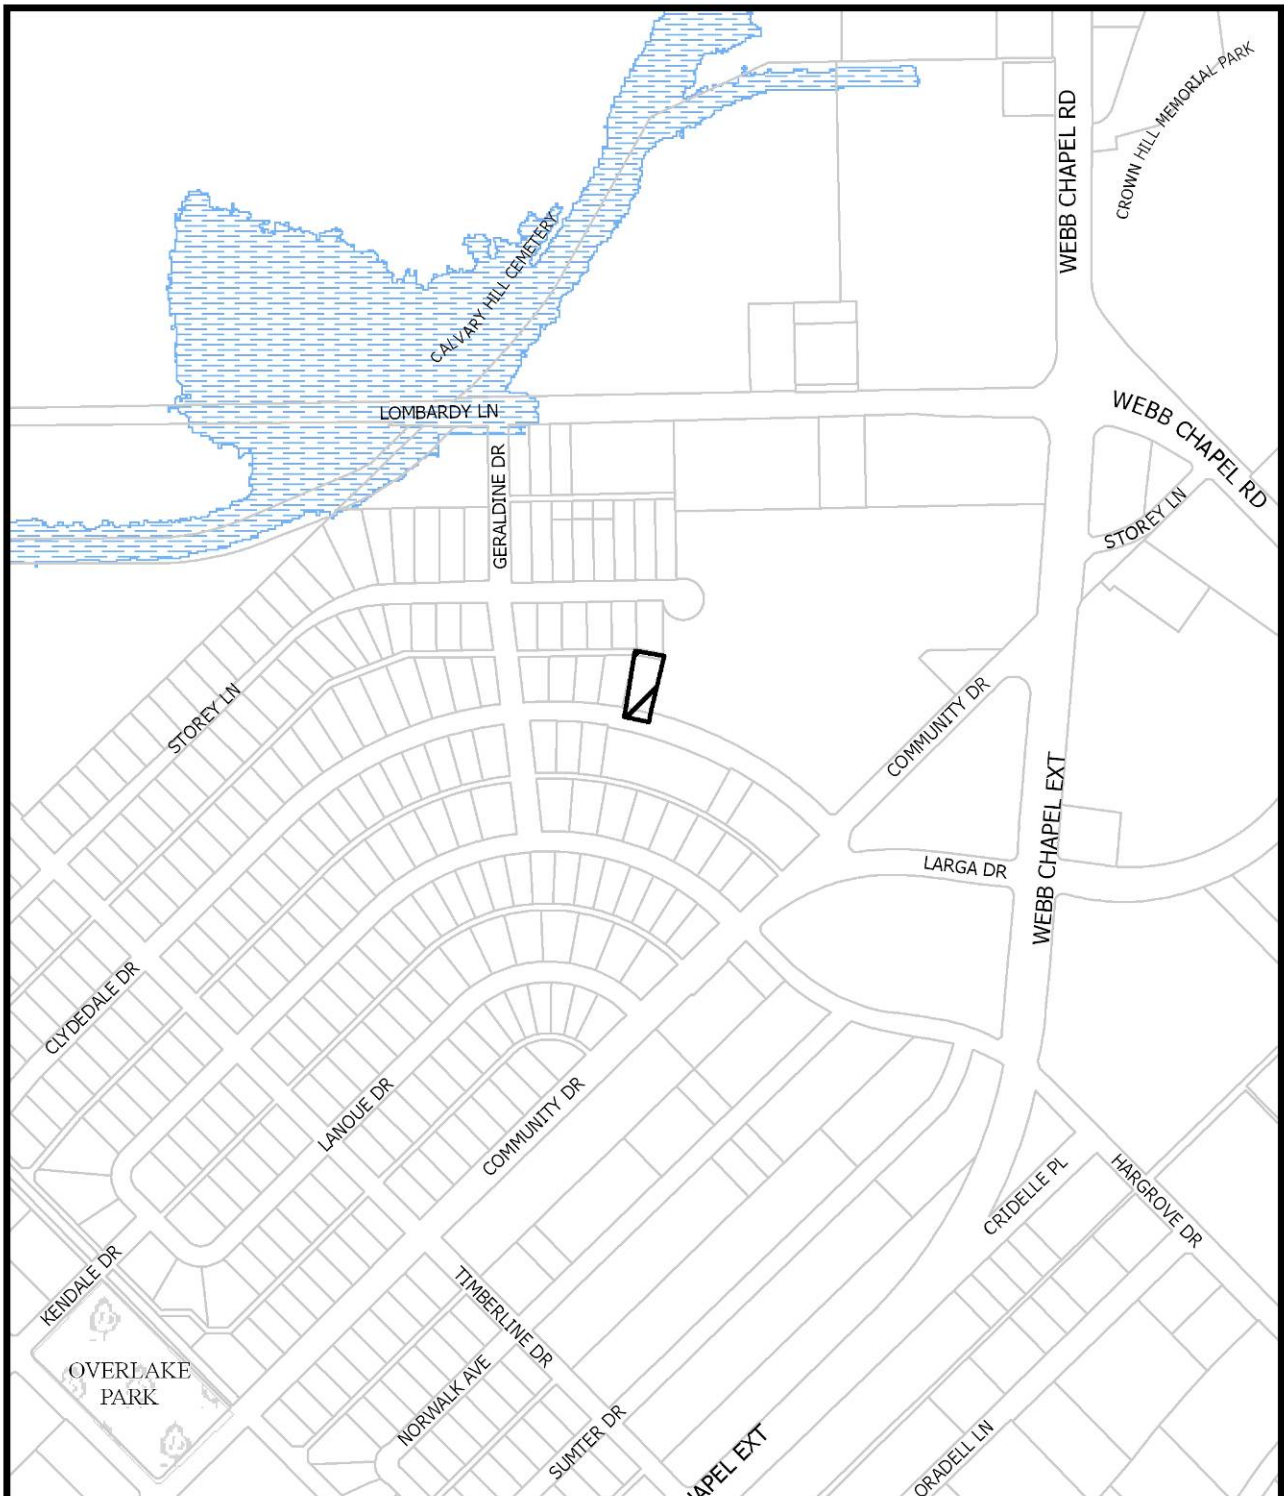 WEBB CHAPEL RD
CROWN HILL MEMORIAL PARK
CALVARY HILL CEMETERY
LOMBARDY LN
WEBB CHAPEL RD
GERALDINE DR
STOREY LN
STOREY LN
COMMUNITY DR
WEBB CHAPEL EXT
LARGA DR
CLYDEDALE DR
LANOUE DR
COMMUNITY DR
CRIDELLE PL
HARGROVE DR
KENDALE DR
TIMBERLINE DR
OVERLAKE
PARK
NORWALK AVE
SUMTER DR
APEL EXT
ORADELL LN